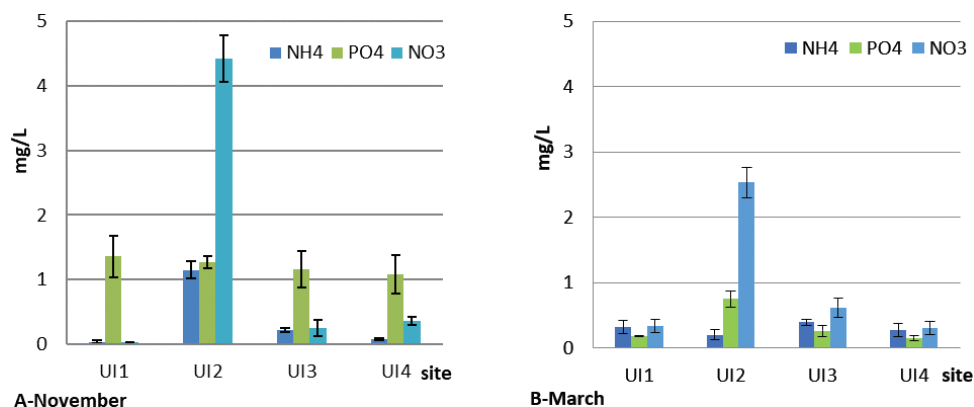 5
4
3
2
1
0
mg/L
NH4 PO4 NO3
UI1 UI2 UI3 UI4 site
A-November
5
4
3
2
1
0
mg/L
NH4 PO4 NO3
UI1 UI2 UI3 UI4 site
B-March